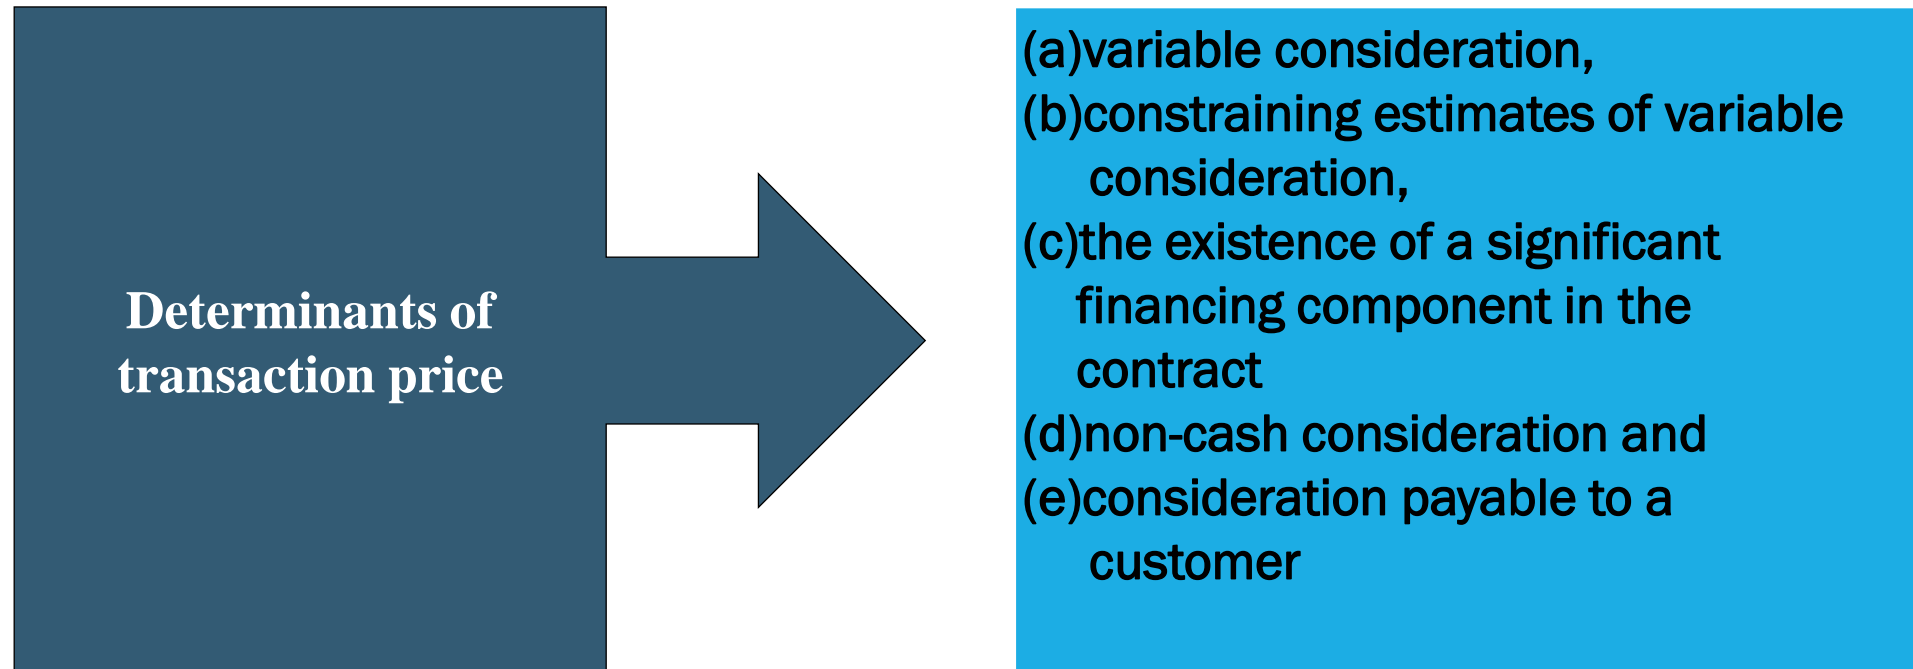 Determinants of
transaction price
(a)variable consideration,
(b)constraining estimates of variable
consideration,
(c)the existence of a significant
financing component in the
contract
(d)non-cash consideration and
(e)consideration payable to a
customer